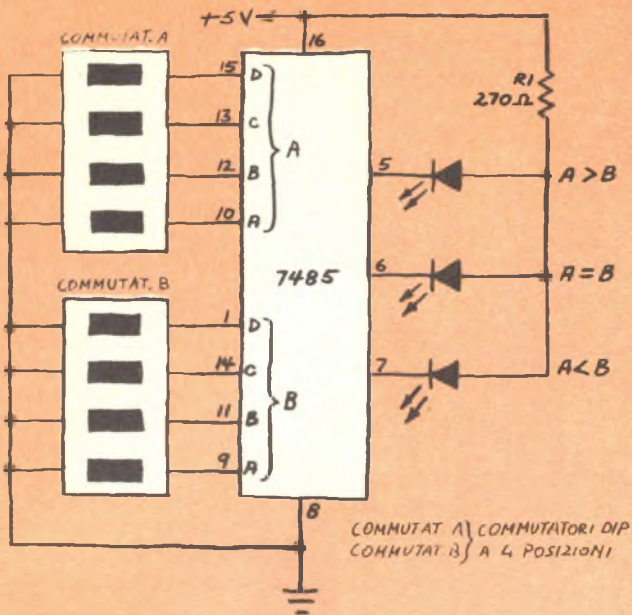 +5V
16
COMMUTAT. A
R1
270Ω
15 D
13 C
12 B
10 A
A
5
A > B
7485
6
A = B
COMMUTAT. B
1 D
14 C
11 B
9 A
B
7
A < B
8
COMMUTAT A } COMMUTATORI DIP
COMMUTAT. B } A 4 POSIZIONI